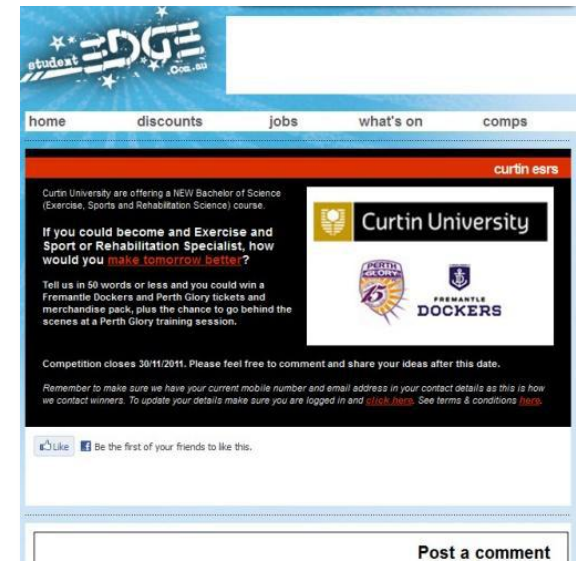 student EDGE
.Com.au
home discounts jobs what's on comps
curtin esrs
Curtin University are offering a NEW Bachelor of Science
(Exercise, Sports and Rehabilitation Science) course.
If you could become and Exercise and
Sport or Rehabilitation Specialist, how
would you make tomorrow better?
Tell us in 50 words or less and you could win a
Fremantle Dockers and Perth Glory tickets and
merchandise pack, plus the chance to go behind the
scenes at a Perth Glory training session.
Curtin University
PERTH
GLORY
15
FREMANTLE
DOCKERS
Competition closes 30/11/2011. Please feel free to comment and share your ideas after this date.
Remember to make sure we have your current mobile number and email address in your contact details as this is how
we contact winners. To update your details make sure you are logged in and click here. See terms & conditions here.
Like Be the first of your friends to like this.
Post a comment